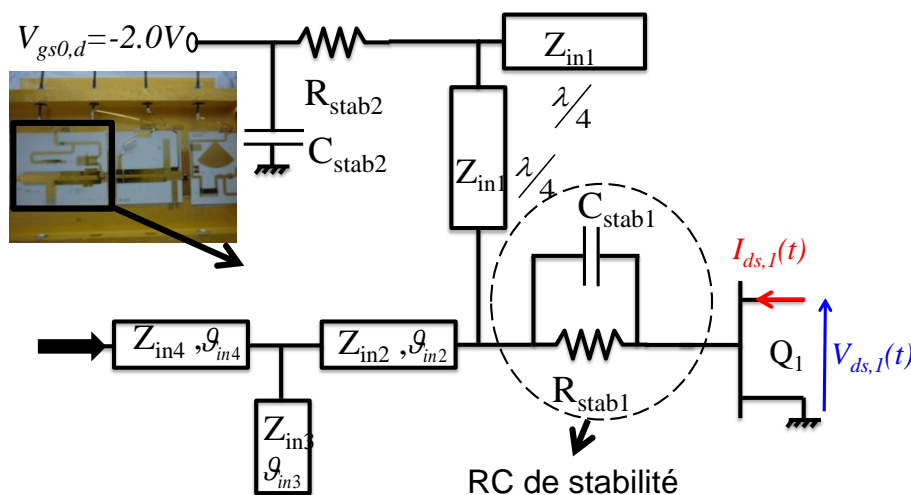 V_gs0,d=-2.0V
R_stab2
C_stab2
Z_in1
λ/4
Z_in1
λ/4
C_stab1
R_stab1
I_ds,1(t)
V_ds,1(t)
Q_1
Z_in4 ,ϑ_in4
Z_in2 ,ϑ_in2
Z_in3
ϑ_in3
RC de stabilité